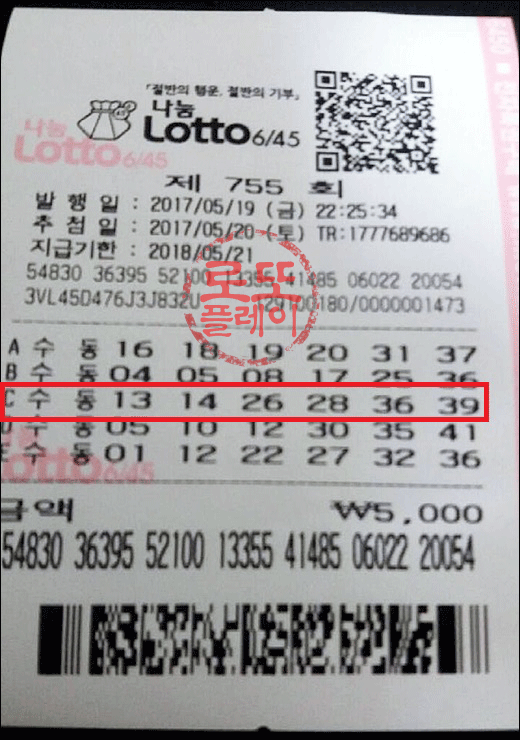 「절반의 행운, 절반의 기부」
나눔
Lotto 6/45
나눔
Lotto 6/45
제 755 회
발 행 일 : 2017/05/19 (금) 22:25:34
추 첨 일 : 2017/05/20 (토) TR:1777689686
지급기한 : 2018/05/21
54830 36395 52100 13355 41485 06022 20054
3VL45D476J3J832U /0000001473
로또
플레이
A 수 동 16 18 19 20 31 37
B 수 동 04 05 08 17 25 36
C 수 동 13 14 26 28 36 39
D 수 동 05 10 12 30 35 41
E 수 동 01 12 22 27 32 36
Lotto 6/45
금액 ₩5,000
54830 36395 52100 13355 41485 06022 20054